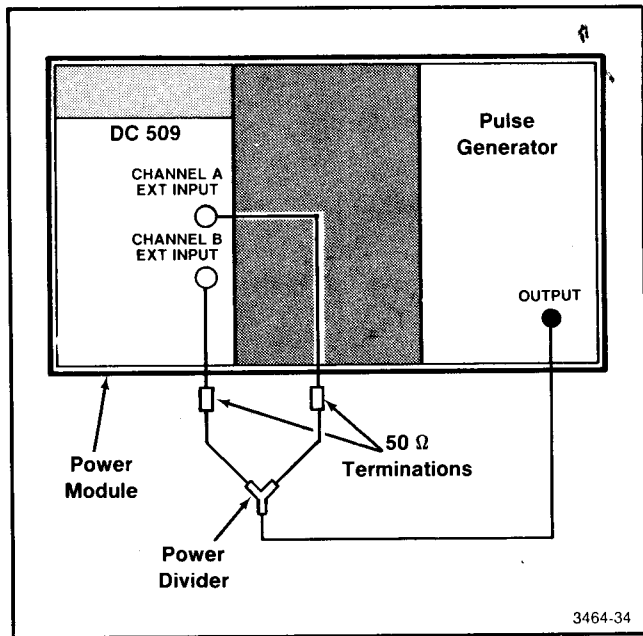 DC 509
Pulse
Generator
CHANNEL A
EXT INPUT
CHANNEL B
EXT INPUT
OUTPUT
50 Ω
Terminations
Power
Module
Power
Divider
3464-34